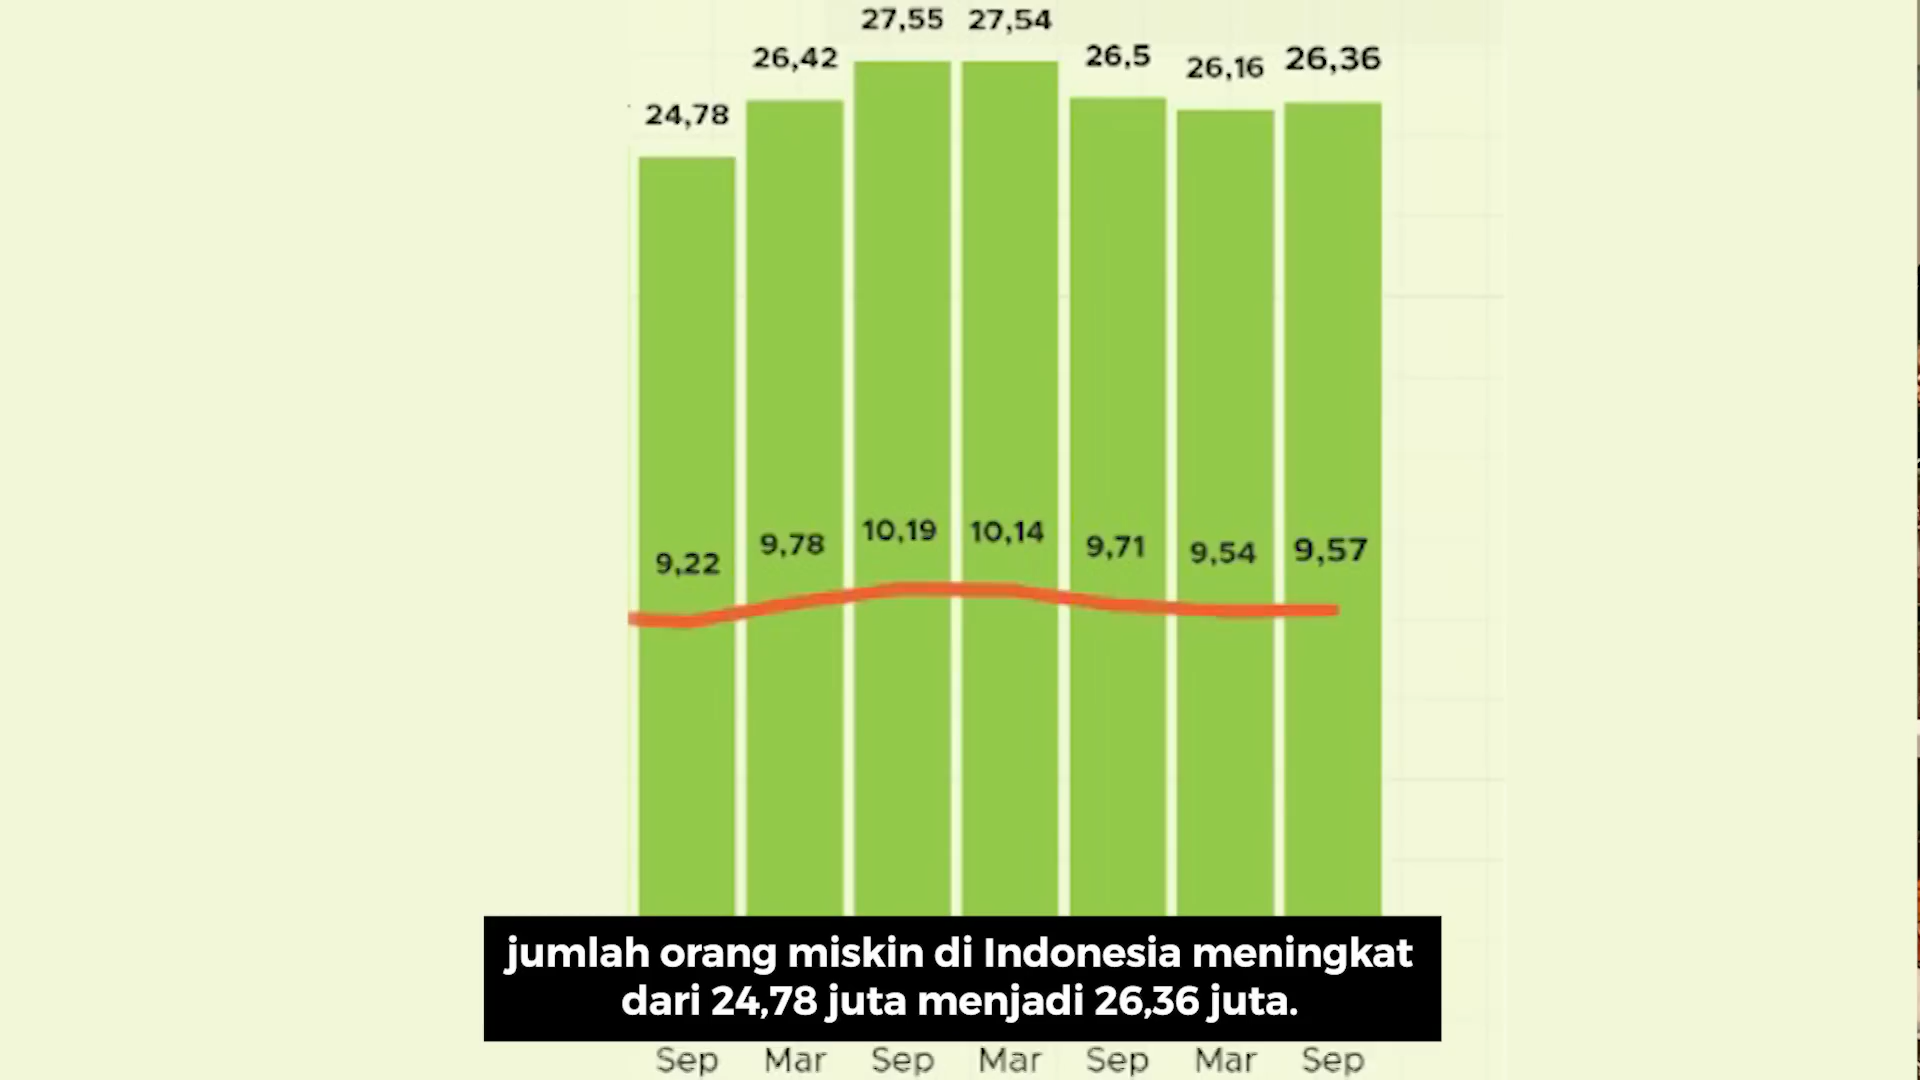 27,55 27,54
26,42 26,5 26,16 26,36
24,78
10,19 10,14
9,22 9,78 9,71 9,54 9,57
jumlah orang miskin di Indonesia meningkat
dari 24,78 juta menjadi 26,36 juta.
Sep Mar Sep Mar Sep Mar Sep